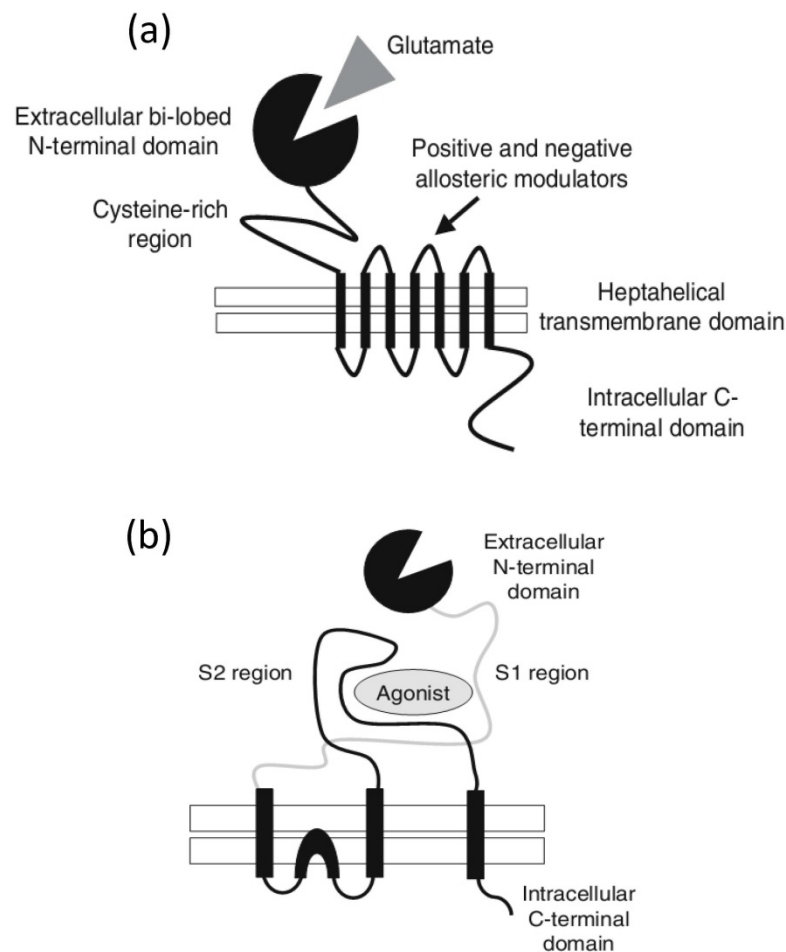 (a)
Glutamate
Extracellular bi-lobed
N-terminal domain
Positive and negative
allosteric modulators
Cysteine-rich
region
Heptahelical
transmembrane domain
Intracellular C-
terminal domain
(b)
Extracellular
N-terminal
domain
S2 region
S1 region
Agonist
Intracellular
C-terminal
domain